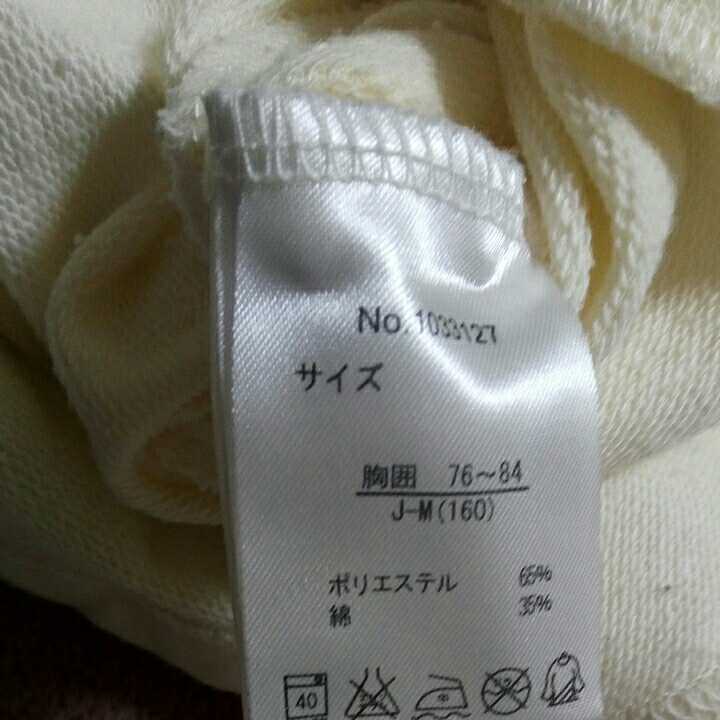 No.1033127
サイズ
胸囲 76〜84
J-M(160)
ポリエステル 65%
綿 35%
40